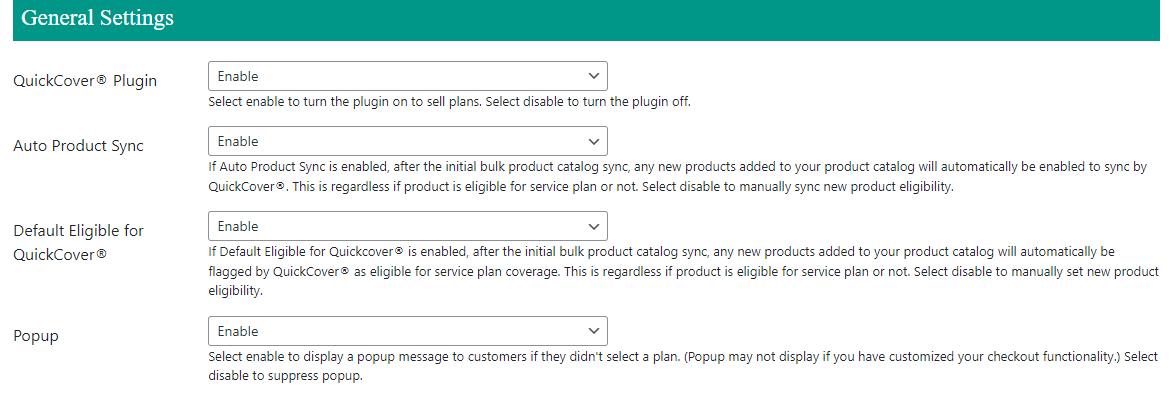 General Settings
QuickCover® Plugin
Enable
Select enable to turn the plugin on to sell plans. Select disable to turn the plugin off.
Auto Product Sync
Enable
If Auto Product Sync is enabled, after the initial bulk product catalog sync, any new products added to your product catalog will automatically be enabled to sync by
QuickCover®. This is regardless if product is eligible for service plan or not. Select disable to manually sync new product eligibility.
Default Eligible for
QuickCover®
Enable
If Default Eligible for Quickcover® is enabled, after the initial bulk product catalog sync, any new products added to your product catalog will automatically be
flagged by QuickCover® as eligible for service plan coverage. This is regardless if product is eligible for service plan or not. Select disable to manually set new product
eligibility.
Popup
Enable
Select enable to display a popup message to customers if they didn't select a plan. (Popup may not display if you have customized your checkout functionality.) Select
disable to suppress popup.